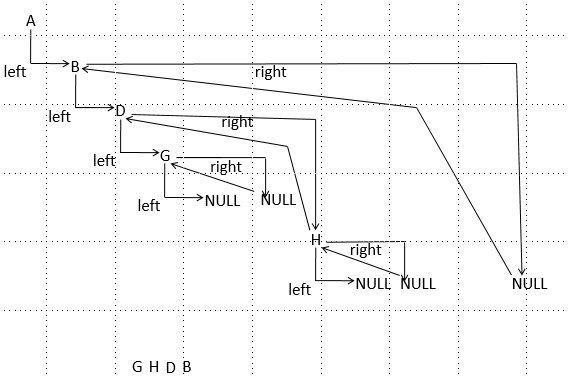 A
left B right
left D right
left G right
left NULL NULL
H right
left NULL NULL NULL
G H D B